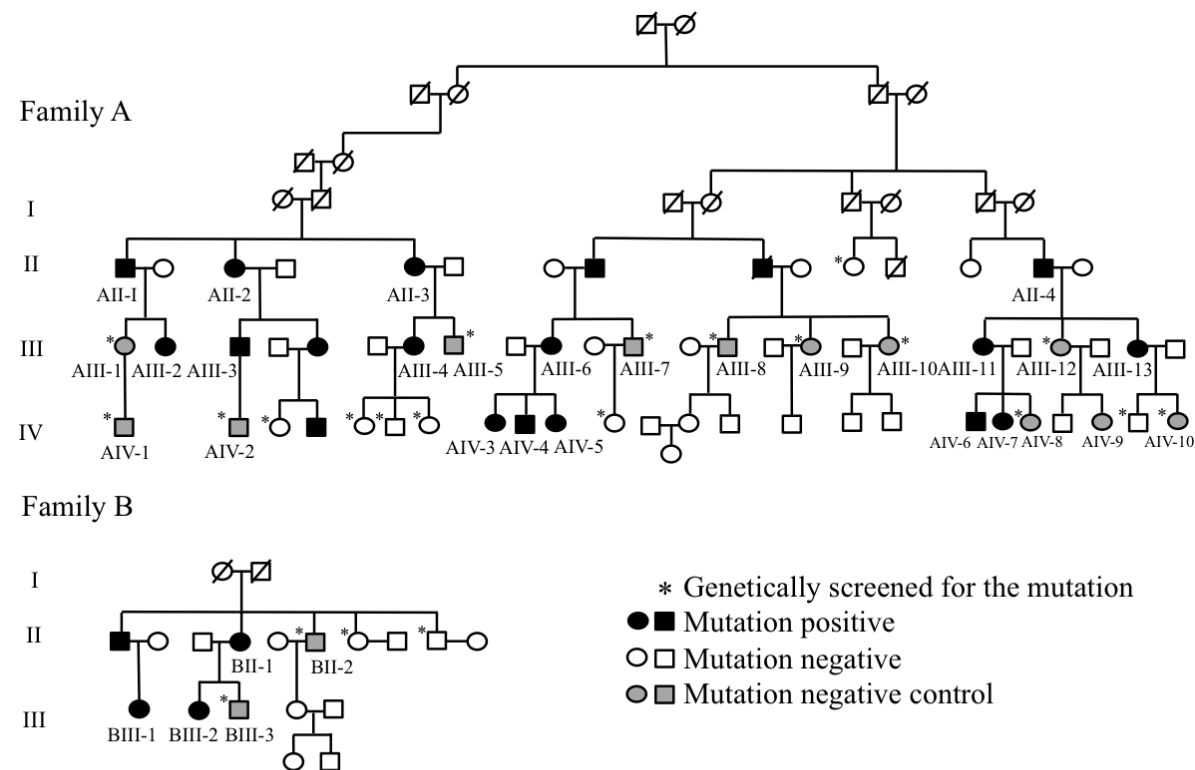 Family A
I
II
AII-I AII-2 AII-3 AII-4
III
* * * * * * *
AIII-1 AIII-2 AIII-3 AIII-4 AIII-5 AIII-6 AIII-7 AIII-8 AIII-9 AIII-10 AIII-11 AIII-12 AIII-13
IV
* * * * * * * * * *
AIV-1 AIV-2 AIV-3 AIV-4 AIV-5 AIV-6 AIV-7 AIV-8 AIV-9 AIV-10
Family B
I
* Genetically screened for the mutation
II
* * *
Mutation positive
BII-1 BII-2
Mutation negative
*
Mutation negative control
III
BIII-1 BIII-2 BIII-3